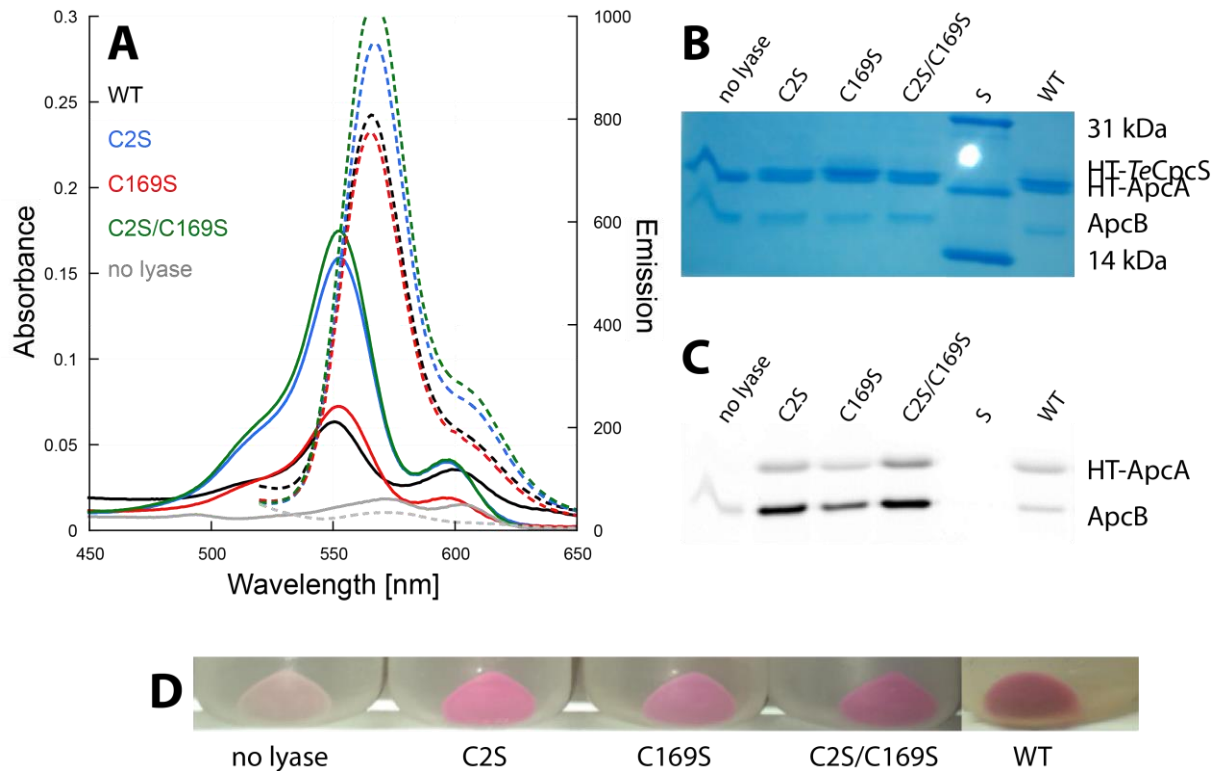 A
WT
C2S
C169S
C2S/C169S
no lyase
Absorbance
0.3
0.25
0.2
0.15
0.1
0.05
0
1000
800
600
400
200
0
Emission
450 500 550 600 650
Wavelength [nm]
B
no lyase C2S C169S C2S/C169S S WT
31 kDa
HT-TeCpcS
HT-ApcA
ApcB
14 kDa
C
no lyase C2S C169S C2S/C169S S WT
HT-ApcA
ApcB
D
no lyase C2S C169S C2S/C169S WT